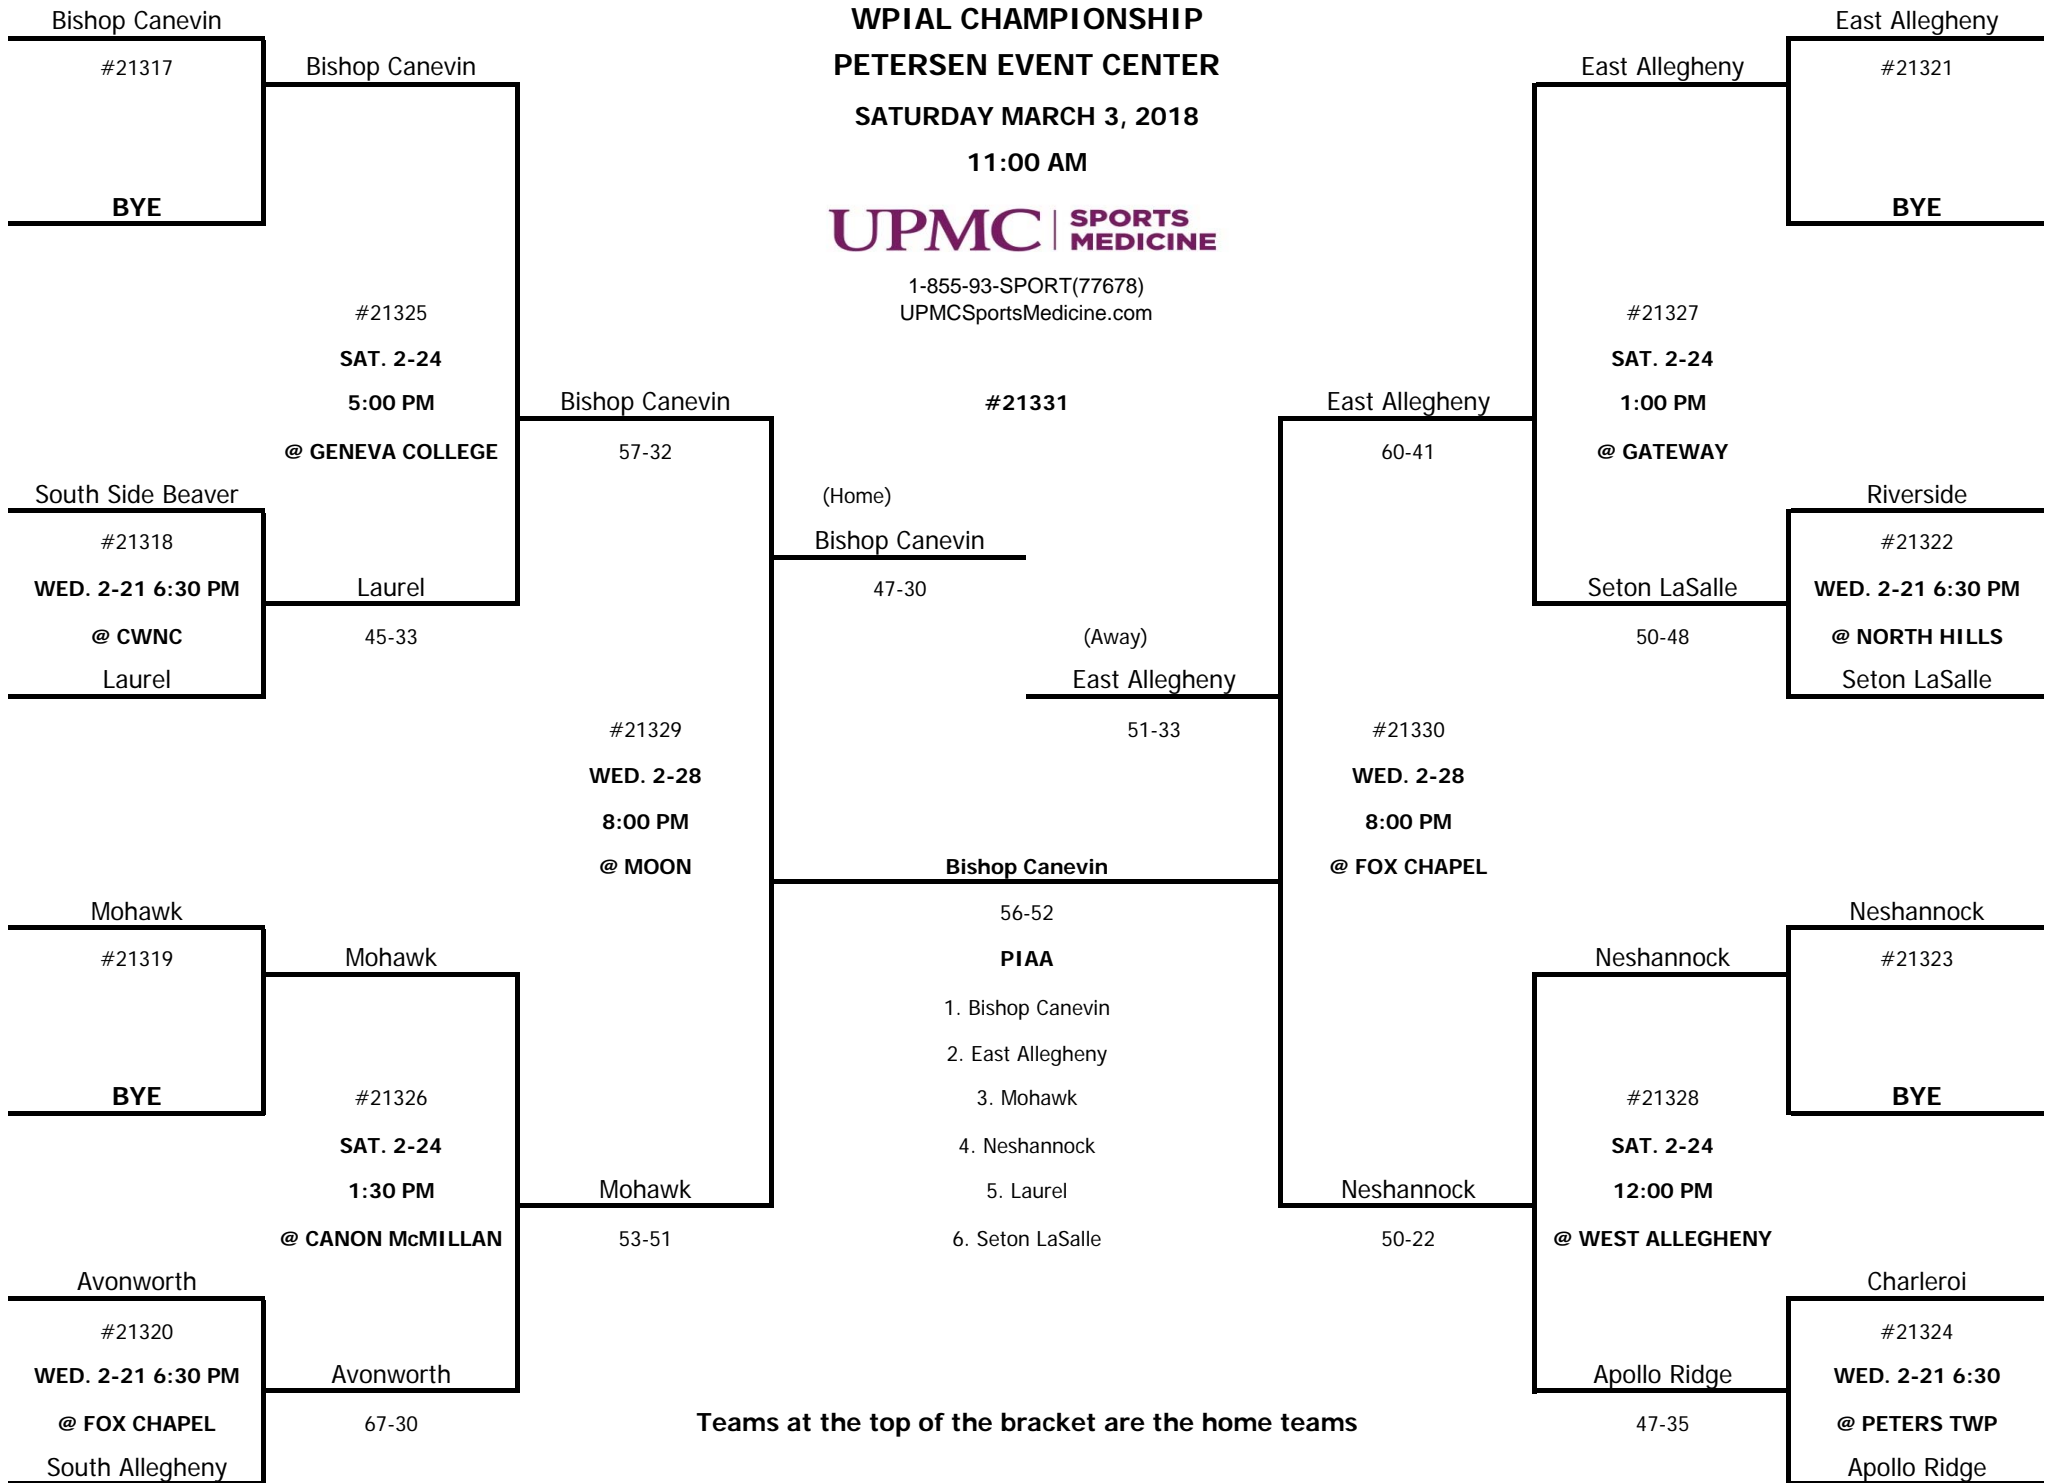 WPIAL CHAMPIONSHIP
PETERSEN EVENT CENTER
SATURDAY MARCH 3, 2018
11:00 AM
UPMC | SPORTS MEDICINE
1-855-93-SPORT(77678)
UPMCSportsMedicine.com
Bishop Canevin
#21317
BYE
Bishop Canevin
#21325
SAT. 2-24
5:00 PM
@ GENEVA COLLEGE
South Side Beaver
#21318
WED. 2-21 6:30 PM
@ CWNC
Laurel
Laurel
45-33
Bishop Canevin
57-32
#21329
WED. 2-28
8:00 PM
@ MOON
Mohawk
#21319
BYE
Mohawk
#21326
SAT. 2-24
1:30 PM
@ CANON McMILLAN
Avonworth
#21320
WED. 2-21 6:30 PM
@ FOX CHAPEL
South Allegheny
Avonworth
67-30
Mohawk
53-51
#21331
(Home)
Bishop Canevin
47-30
(Away)
East Allegheny
51-33
Bishop Canevin
56-52
PIAA
1. Bishop Canevin
2. East Allegheny
3. Mohawk
4. Neshannock
5. Laurel
6. Seton LaSalle
Teams at the top of the bracket are the home teams
East Allegheny
60-41
#21330
WED. 2-28
8:00 PM
@ FOX CHAPEL
Neshannock
50-22
East Allegheny
#21327
SAT. 2-24
1:00 PM
@ GATEWAY
Seton LaSalle
50-48
Neshannock
#21328
SAT. 2-24
12:00 PM
@ WEST ALLEGHENY
Apollo Ridge
47-35
East Allegheny
#21321
BYE
Riverside
#21322
WED. 2-21 6:30 PM
@ NORTH HILLS
Seton LaSalle
Neshannock
#21323
BYE
Charleroi
#21324
WED. 2-21 6:30
@ PETERS TWP
Apollo Ridge